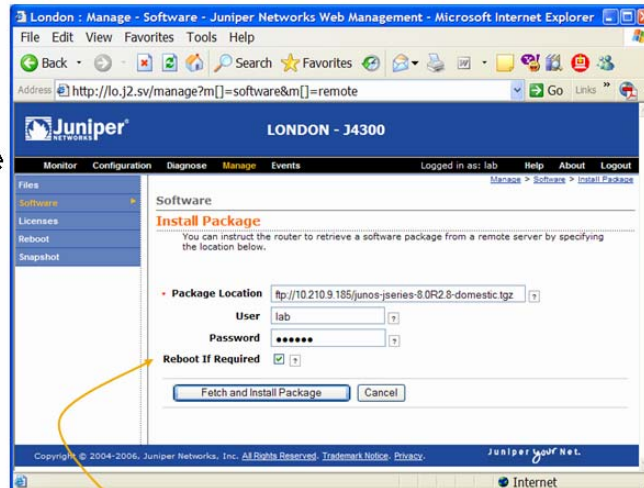 London : Manage - Software - Juniper Networks Web Management - Microsoft Internet Explorer
File Edit View Favorites Tools Help
Back Search Favorites
Address http://lo.j2.sv/manage?m[]=software&m[]=remote Go Links »
Juniper NETWORKS
LONDON - J4300
Monitor Configuration Diagnose Manage Events Logged in as: lab Help About Logout
Manage > Software > Install Package
Files
Software
Licenses
Reboot
Snapshot
Software
Install Package
You can instruct the router to retrieve a software package from a remote server by specifying
the location below.
• Package Location ftp://10.210.9.185/junos-jseries-8.0R2.8-domestic.tgz ?
User lab ?
Password •••••• ?
Reboot If Required ?
Fetch and Install Package Cancel
Copyright © 2004-2006, Juniper Networks, Inc. All Rights Reserved. Trademark Notice. Privacy.
Juniper your Net.
Internet